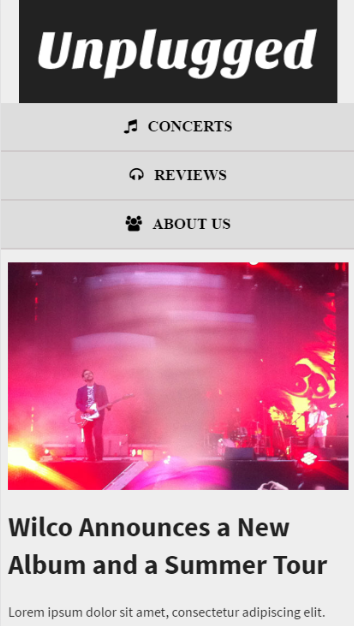 Unplugged
CONCERTS
REVIEWS
ABOUT US
Wilco Announces a New
Album and a Summer Tour
Lorem ipsum dolor sit amet, consectetur adipiscing elit.